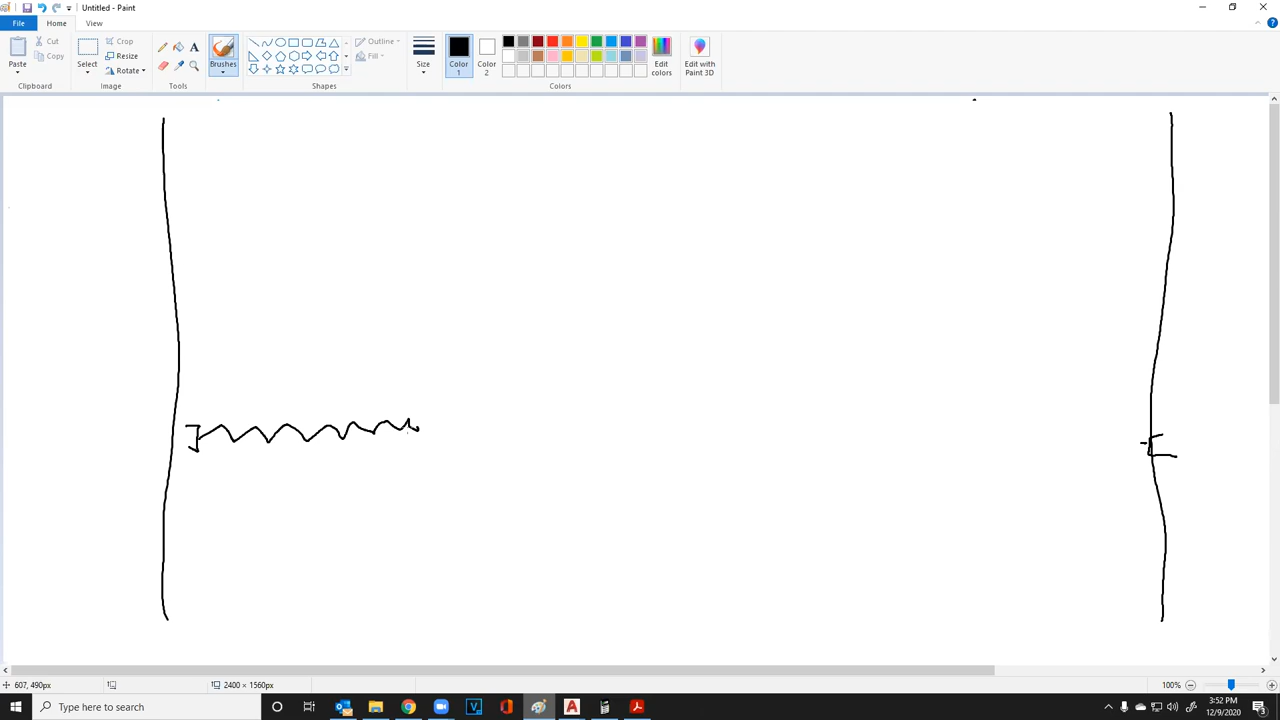 Untitled - Paint
File
Home
View
Paste
Cut
Copy
Clipboard
Select
Crop
Resize
Rotate
Image
Tools
Brushes
Shapes
Outline
Fill
Size
Color 1
Color 2
Colors
Edit colors
Edit with Paint 3D
607, 490px
2400 × 1560px
100%
Type here to search
3:52 PM
12/9/2020